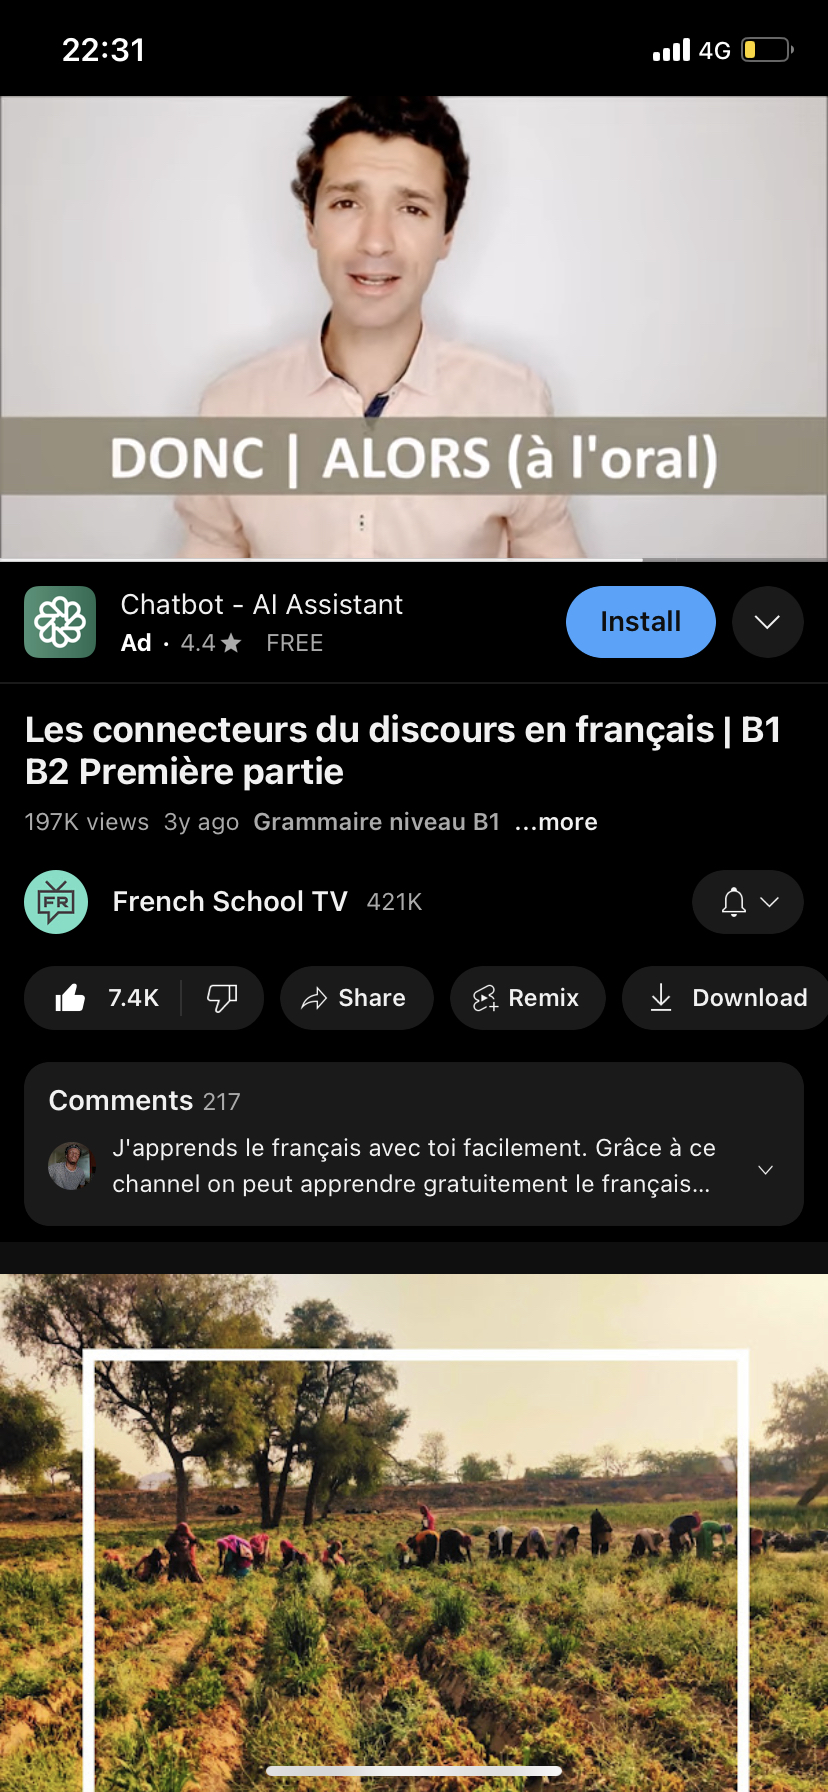 22:31
4G
DONC | ALORS (à l'oral)
Chatbot - AI Assistant
Ad · 4.4★ FREE
Install
Les connecteurs du discours en français | B1
B2 Première partie
197K views 3y ago Grammaire niveau B1 ...more
FR
French School TV 421K
7.4K
Share
Remix
Download
Comments 217
J'apprends le français avec toi facilement. Grâce à ce
channel on peut apprendre gratuitement le français...